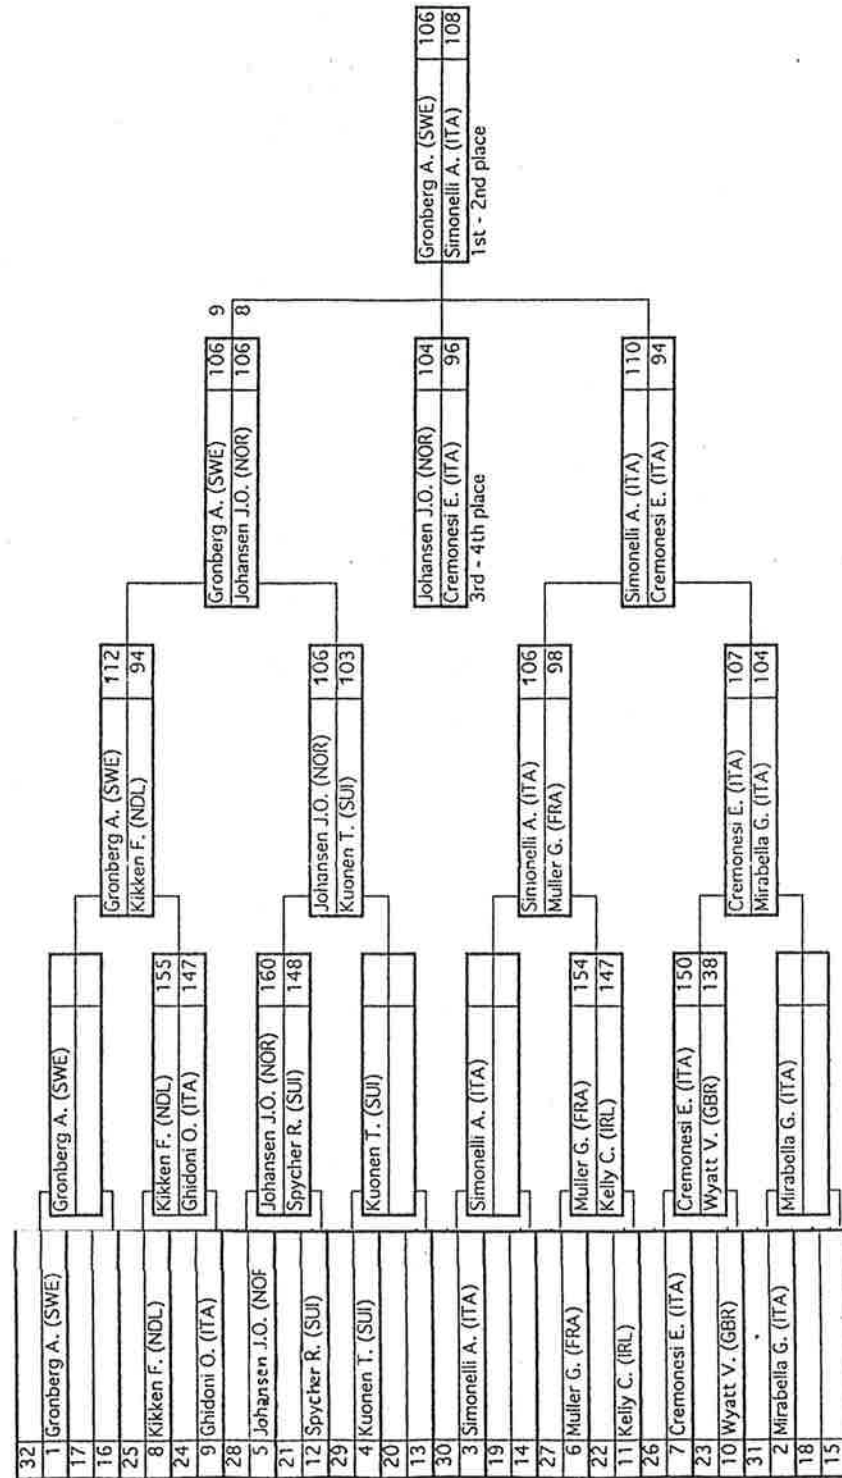 32
1 Gronberg A. (SWE)
17
16
25
8 Kikken F. (NDL)
24
9 Ghidoni O. (ITA)
28
5 Johansen J.O. (NOF
21
12 Spycher R. (SUI)
29
4 Kuonen T. (SUI)
20
13
30
3 Simonelli A. (ITA)
19
14
27
6 Muller G. (FRA)
22
11 Kelly C. (IRL)
26
7 Cremonesi E. (ITA)
23
10 Wyatt V. (GBR)
31
2 Mirabella G. (ITA)
18
15
Gronberg A. (SWE)
Kikken F. (NDL) 155
Ghidoni O. (ITA) 147
Johansen J.O. (NOR) 160
Spycher R. (SUI) 148
Kuonen T. (SUI)
Simonelli A. (ITA)
Muller G. (FRA) 154
Kelly C. (IRL) 147
Cremonesi E. (ITA) 150
Wyatt V. (GBR) 138
Mirabella G. (ITA)
Gronberg A. (SWE) 112
Kikken F. (NDL) 94
Johansen J.O. (NOR) 106
Kuonen T. (SUI) 103
Simonelli A. (ITA) 106
Muller G. (FRA) 98
Cremonesi E. (ITA) 107
Mirabella G. (ITA) 104
Gronberg A. (SWE) 106 9
Johansen J.O. (NOR) 106 8
Johansen J.O. (NOR) 104
Cremonesi E. (ITA) 96
3rd - 4th place
Simonelli A. (ITA) 110
Cremonesi E. (ITA) 94
Gronberg A. (SWE) 106
Simonelli A. (ITA) 108
1st - 2nd place